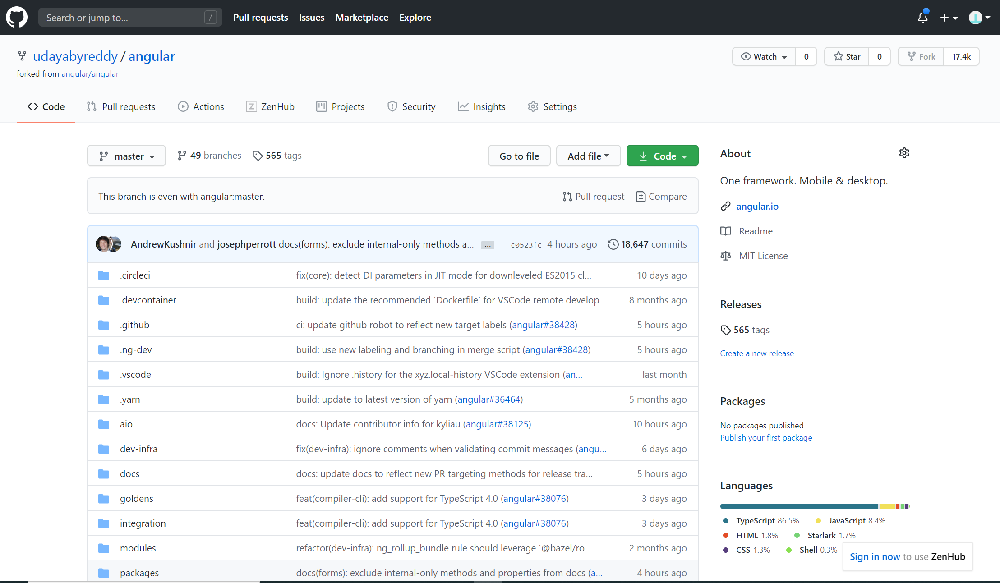 Search or jump to... /
Pull requests Issues Marketplace Explore
udayabyreddy / angular
Watch 0 Star 0 Fork 17.4k
forked from angular/angular
Code Pull requests Actions Z ZenHub Projects Security Insights Settings
master 49 branches 565 tags Go to file Add file Code
This branch is even with angular:master. Pull request Compare
AndrewKushnir and josephperrott docs(forms): exclude internal-only methods a... ... c0523fc 4 hours ago 18,647 commits
.circleci fix(core): detect DI parameters in JIT mode for downleveled ES2015 cl... 10 days ago
.devcontainer build: update the recommended `Dockerfile` for VSCode remote develop... 8 months ago
.github ci: update github robot to reflect new target labels (angular#38428) 5 hours ago
.ng-dev build: use new labeling and branching in merge script (angular#38428) 5 hours ago
.vscode build: Ignore .history for the xyz.local-history VSCode extension (an... last month
.yarn build: update to latest version of yarn (angular#36464) 5 months ago
aio docs: Update contributor info for kyliau (angular#38125) 10 hours ago
dev-infra fix(dev-infra): ignore comments when validating commit messages (angu... 6 days ago
docs docs: update docs to reflect new PR targeting methods for release tra... 5 hours ago
goldens feat(compiler-cli): add support for TypeScript 4.0 (angular#38076) 3 days ago
integration feat(compiler-cli): add support for TypeScript 4.0 (angular#38076) 3 days ago
modules refactor(dev-infra): ng_rollup_bundle rule should leverage `@bazel/ro... 2 months ago
packages docs(forms): exclude internal-only methods and properties from docs (a... 4 hours ago
About
One framework. Mobile & desktop.
angular.io
Readme
MIT License
Releases
565 tags
Create a new release
Packages
No packages published
Publish your first package
Languages
TypeScript 86.5% JavaScript 8.4%
HTML 1.8% Starlark 1.7%
CSS 1.3% Shell 0.3%
Sign in now to use ZenHub